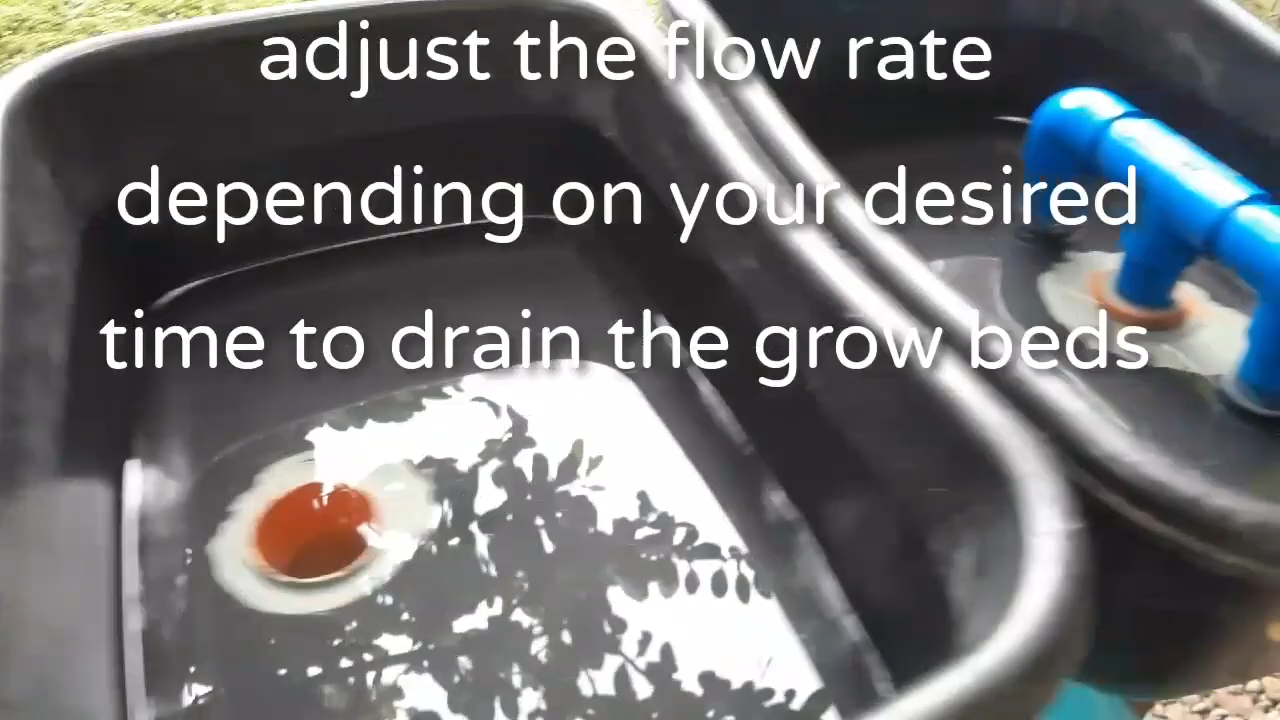 adjust the flow rate
depending on your desired
time to drain the grow beds